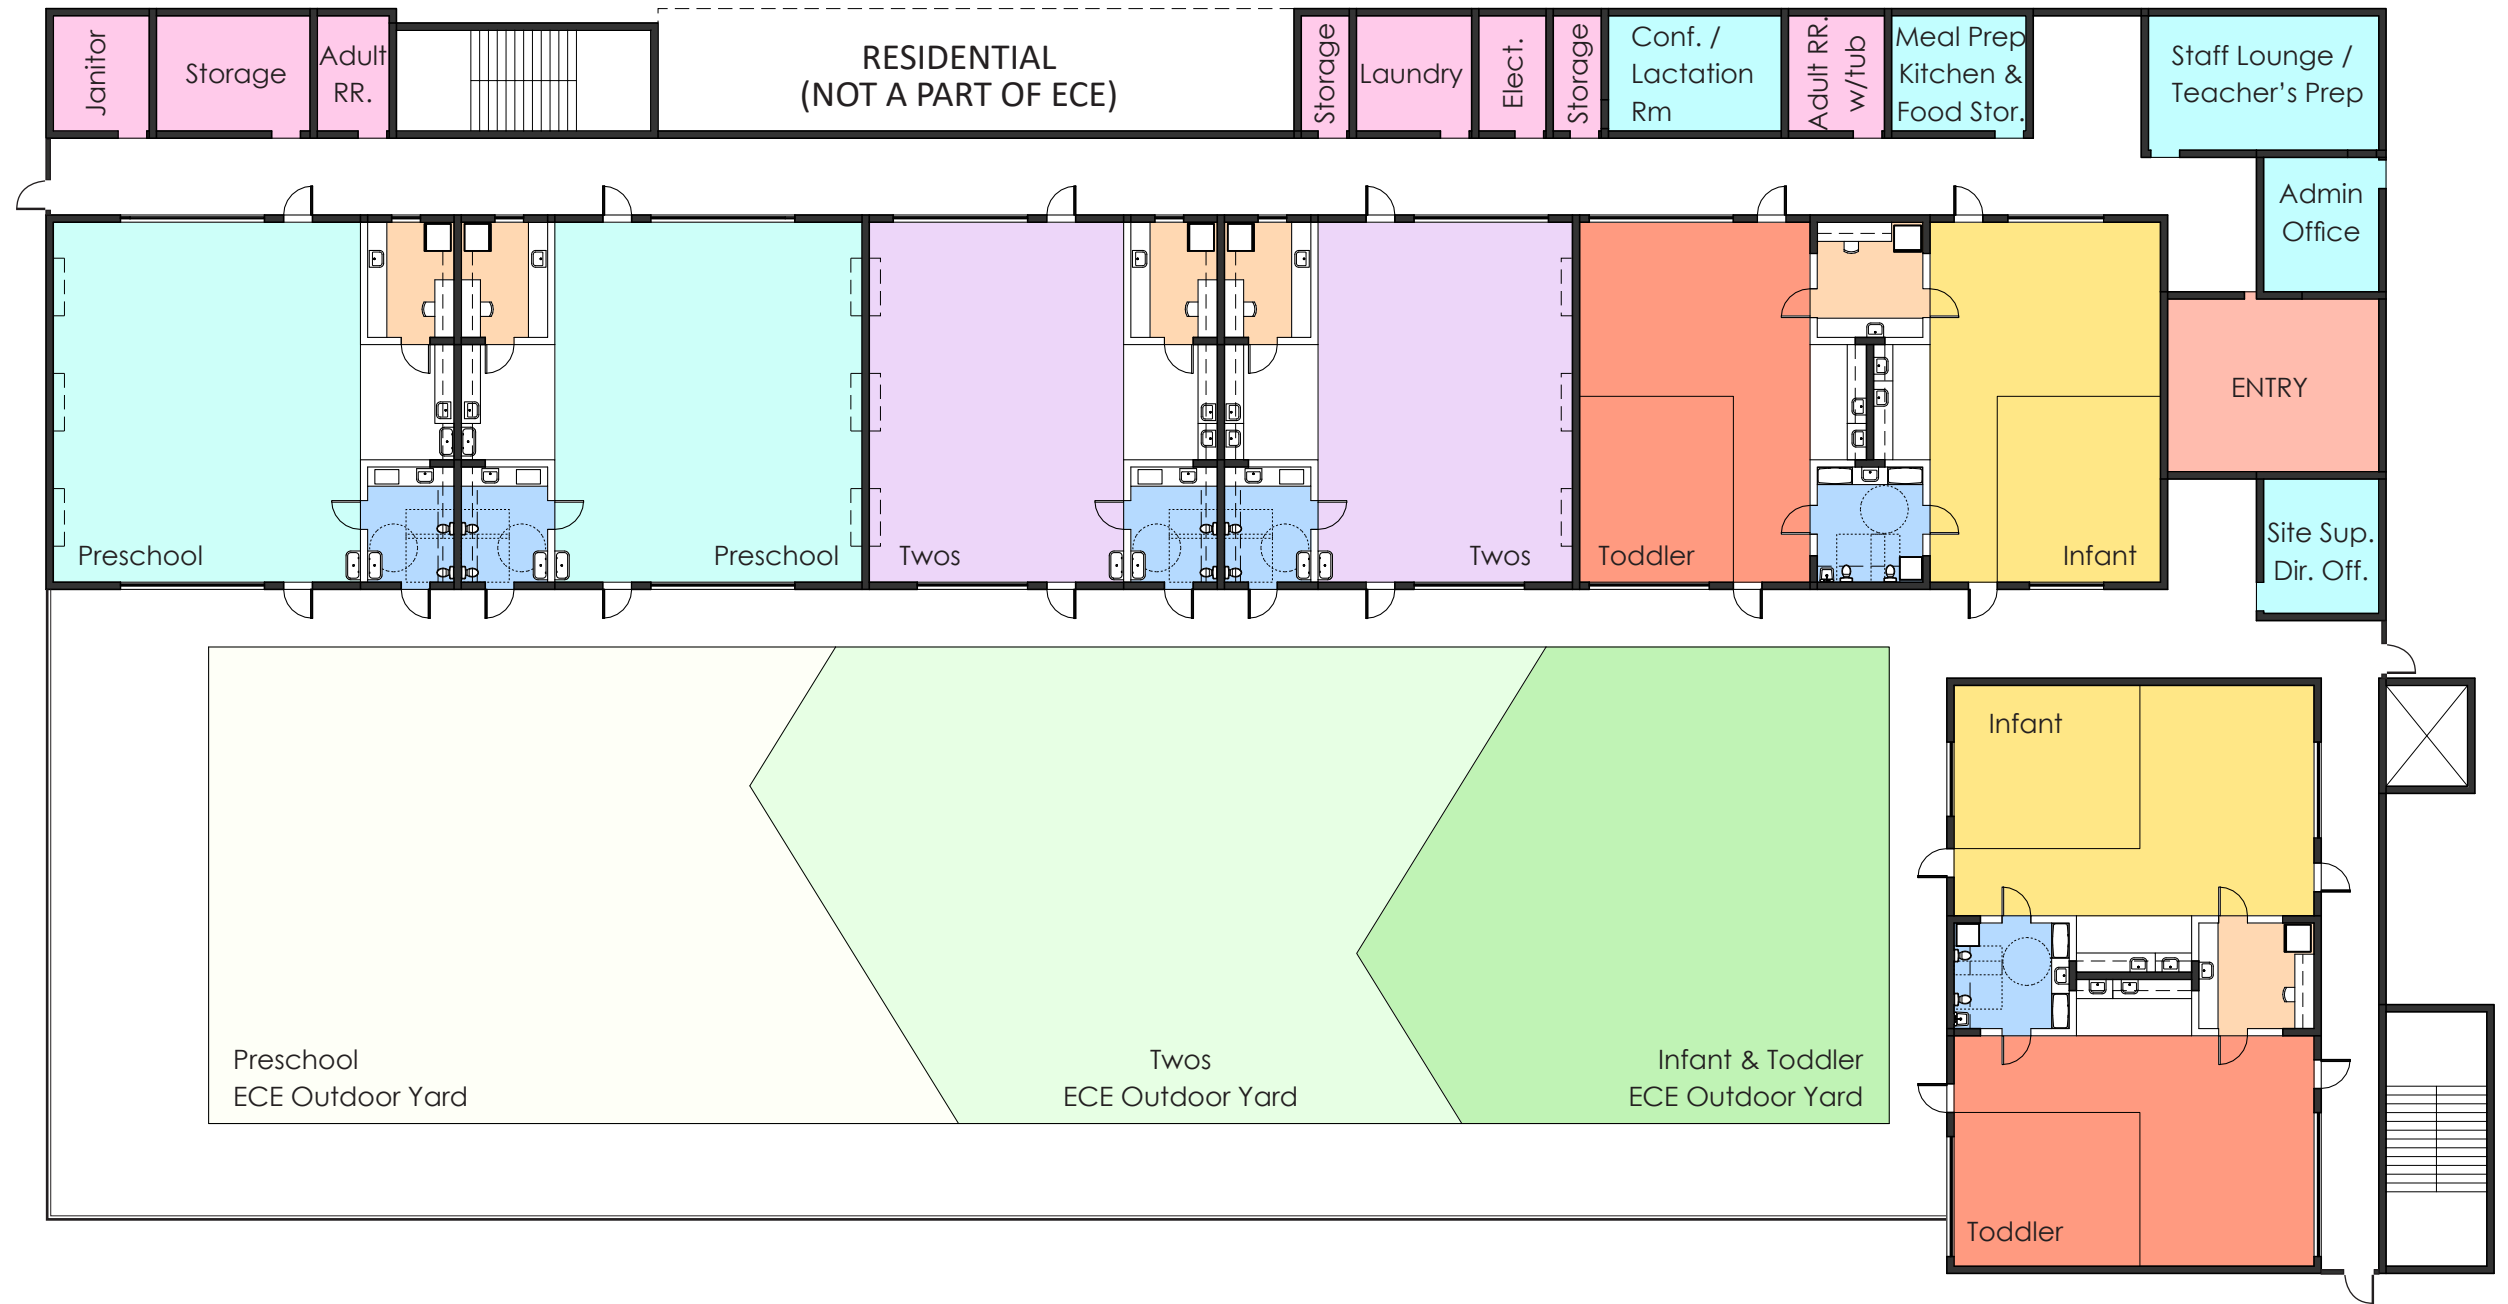 Janitor
Storage
Adult
RR.
RESIDENTIAL
(NOT A PART OF ECE)
Storage
Laundry
Elect.
Storage
Conf. /
Lactation
Rm
Adult RR.
w/tub
Meal Prep
Kitchen &
Food Stor.
Staff Lounge /
Teacher’s Prep
Admin
Office
ENTRY
Preschool
Preschool
Twos
Twos
Toddler
Infant
Site Sup.
Dir. Off.
Infant
Preschool
ECE Outdoor Yard
Twos
ECE Outdoor Yard
Infant & Toddler
ECE Outdoor Yard
Toddler